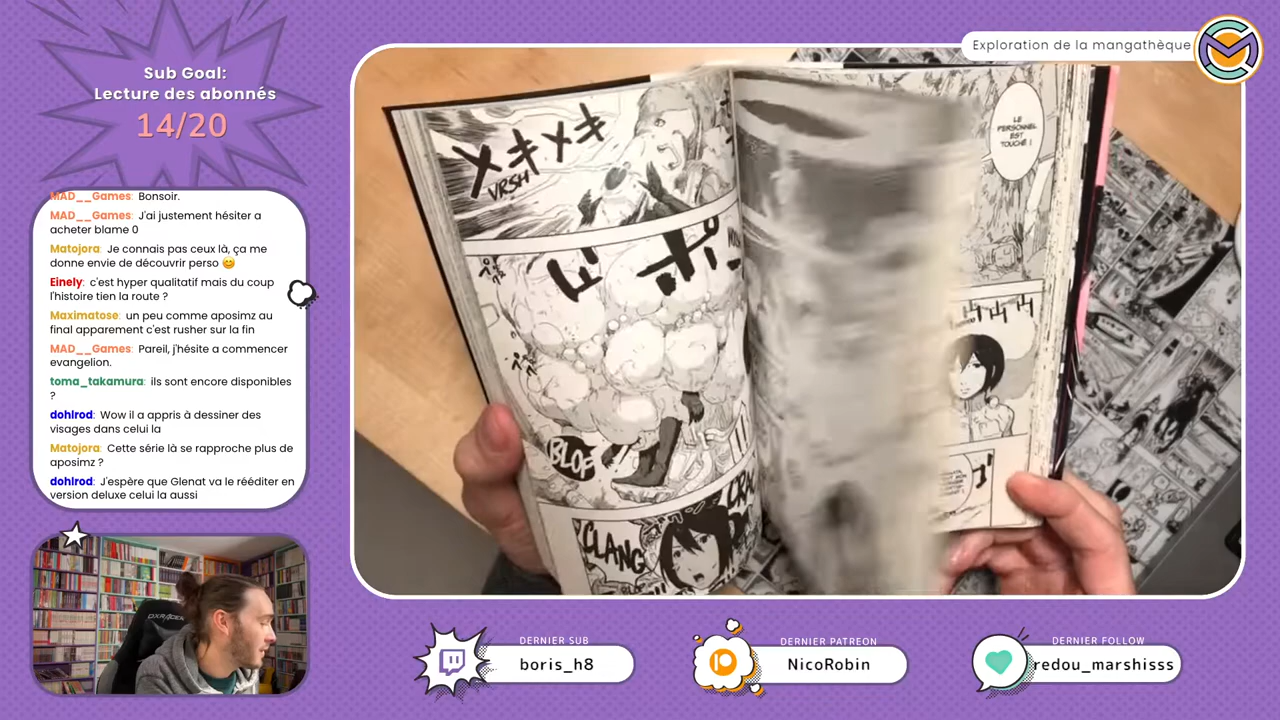 Sub Goal:
Lecture des abonnés
14/20
MAD__Games: Bonsoir.
MAD__Games: J'ai justement hésiter a
acheter blame 0
Matojora: Je connais pas ceux là, ça me
donne envie de découvrir perso 😊
Einely: c'est hyper qualitatif mais du coup
l'histoire tien la route ?
Maximatose: un peu comme aposimz au
final apparement c'est rusher sur la fin
MAD__Games: Pareil, j'hésite a commencer
evangelion.
toma_takamura: ils sont encore disponibles
?
dohlrod: Wow il a appris à dessiner des
visages dans celui la
Matojora: Cette série là se rapproche plus de
aposimz ?
dohlrod: J'espère que Glenat va le rééditer en
version deluxe celui la aussi
DXRACER
Exploration de la mangathèque
メキメキ
VRSH
BLOF
CLANG
LE
PERSONNEL
EST
TOUCHÉ !
DERNIER SUB
boris_h8
DERNIER PATREON
NicoRobin
DERNIER FOLLOW
redou_marshisss